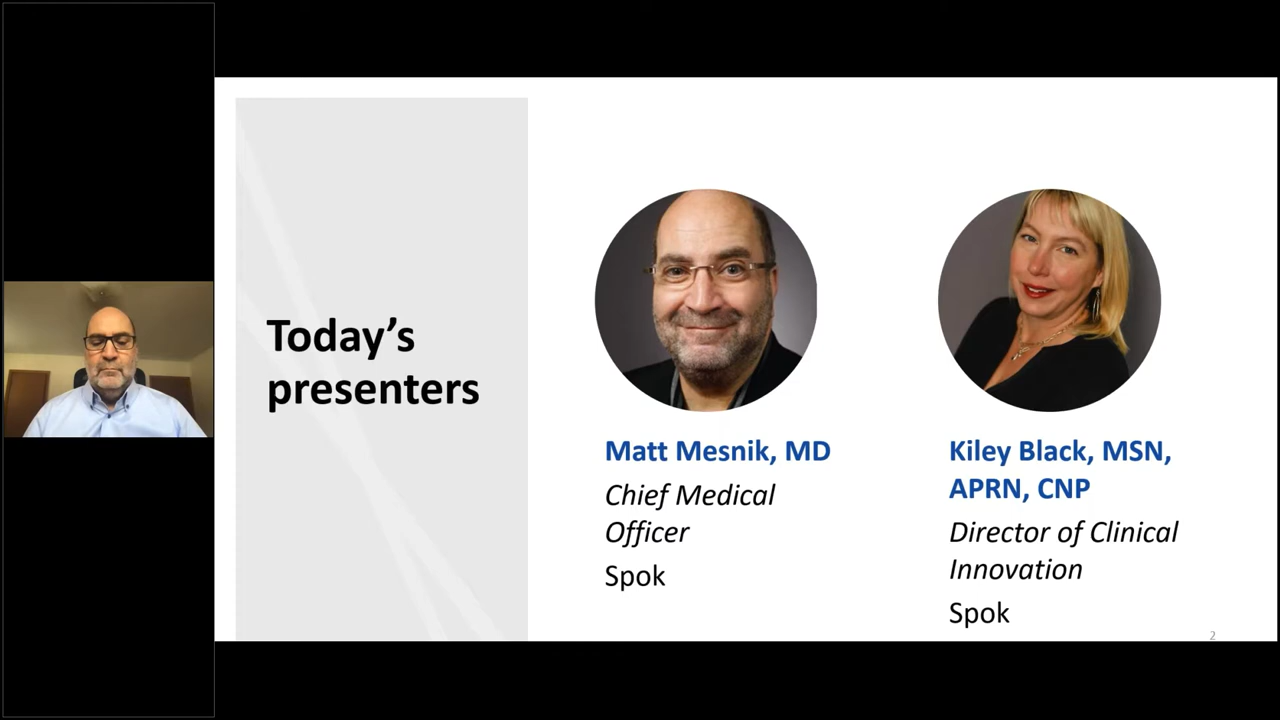 Today’s
presenters
Matt Mesnik, MD
Chief Medical
Officer
Spok
Kiley Black, MSN,
APRN, CNP
Director of Clinical
Innovation
Spok
2